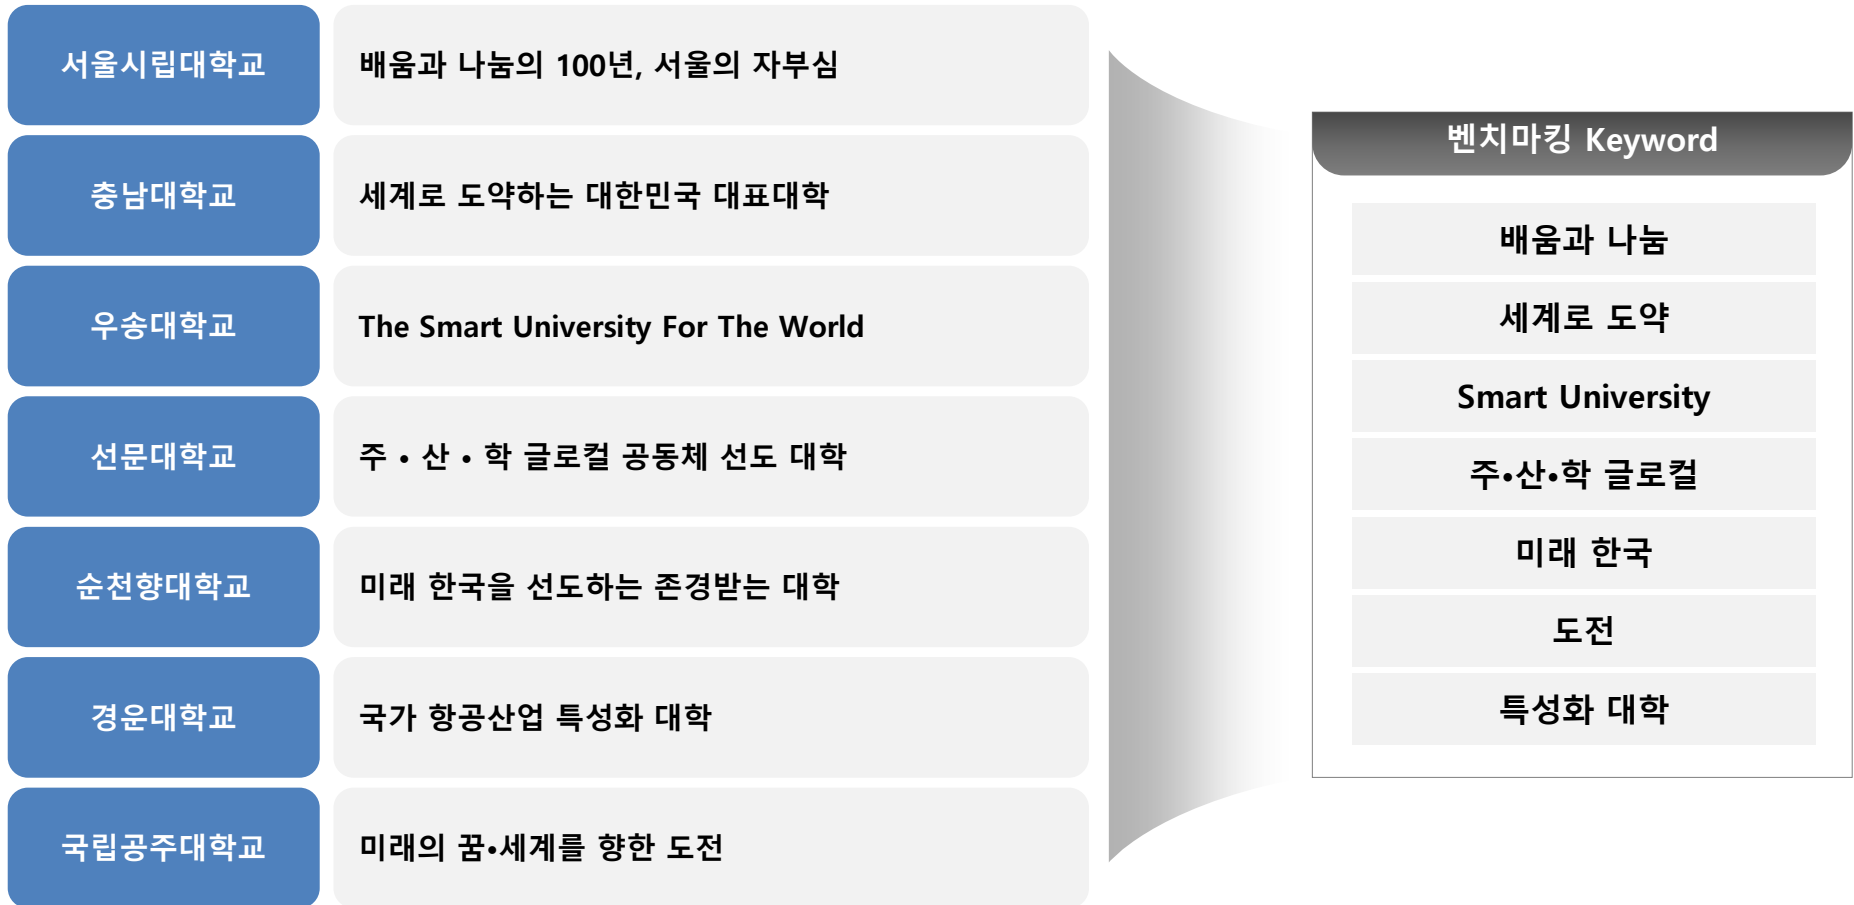 서울시립대학교
배움과 나눔의 100년, 서울의 자부심
충남대학교
세계로 도약하는 대한민국 대표대학
우송대학교
The Smart University For The World
선문대학교
주 • 산 • 학 글로컬 공동체 선도 대학
순천향대학교
미래 한국을 선도하는 존경받는 대학
경운대학교
국가 항공산업 특성화 대학
국립공주대학교
미래의 꿈•세계를 향한 도전
벤치마킹 Keyword
배움과 나눔
세계로 도약
Smart University
주•산•학 글로컬
미래 한국
도전
특성화 대학